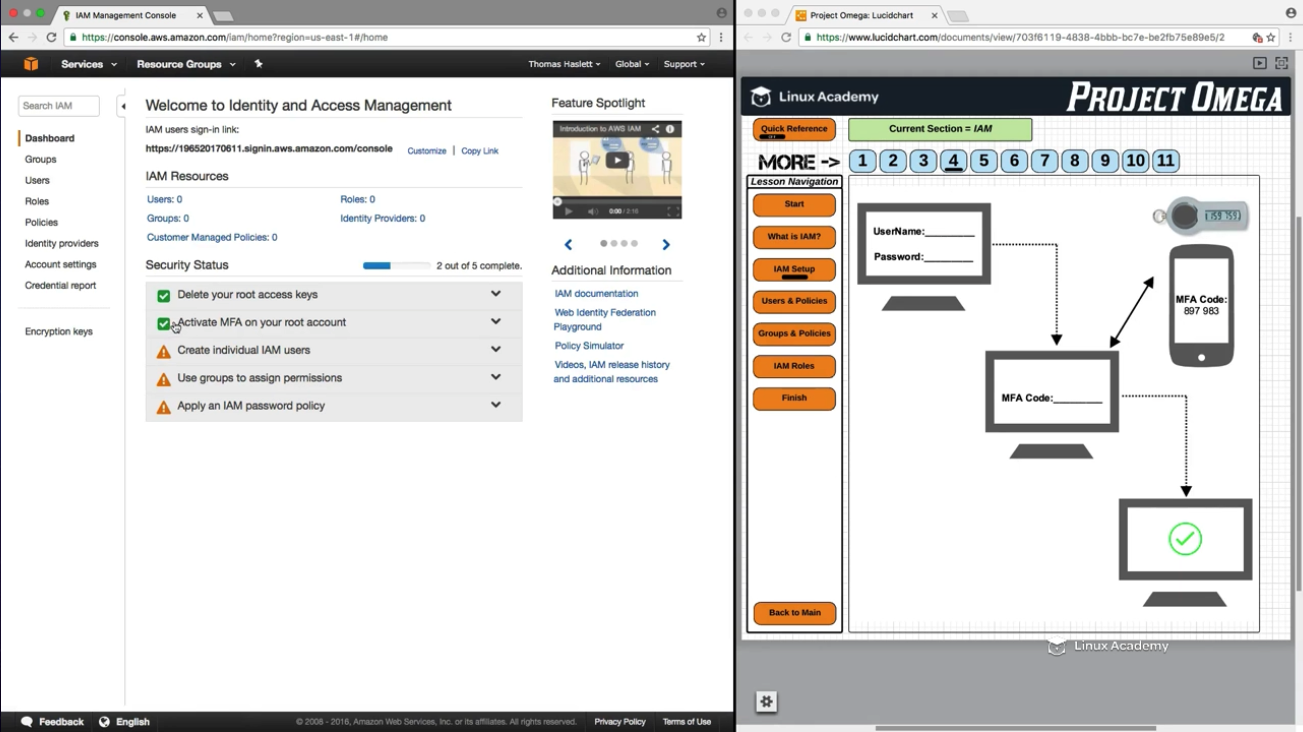 IAM Management Console
https://console.aws.amazon.com/iam/home?region=us-east-1#/home
Services
Resource Groups
Thomas Haslett
Global
Support
Search IAM
Dashboard
Groups
Users
Roles
Policies
Identity providers
Account settings
Credential report
Encryption keys
Welcome to Identity and Access Management
IAM users sign-in link:
https://196520170611.signin.aws.amazon.com/console
Customize | Copy Link
IAM Resources
Users: 0
Roles: 0
Groups: 0
Identity Providers: 0
Customer Managed Policies: 0
Security Status
2 out of 5 complete.
Delete your root access keys
Activate MFA on your root account
Create individual IAM users
Use groups to assign permissions
Apply an IAM password policy
Feature Spotlight
Introduction to AWS IAM
0:00 / 2:16
Additional Information
IAM documentation
Web Identity Federation
Playground
Policy Simulator
Videos, IAM release history
and additional resources
Feedback
English
© 2008 - 2016, Amazon Web Services, Inc. or its affiliates. All rights reserved.
Privacy Policy
Terms of Use
Project Omega: Lucidchart
https://www.lucidchart.com/documents/view/703f6119-4838-4bbb-bc7e-be2fb75e89e5/2
Linux Academy
PROJECT OMEGA
Quick Reference
Current Section = IAM
MORE ->
1 2 3 4 5 6 7 8 9 10 11
Lesson Navigation
Start
What is IAM?
IAM Setup
Users & Policies
Groups & Policies
IAM Roles
Finish
Back to Main
UserName:_________
Password:_________
MFA Code:
897 983
MFA Code:_________
Linux Academy